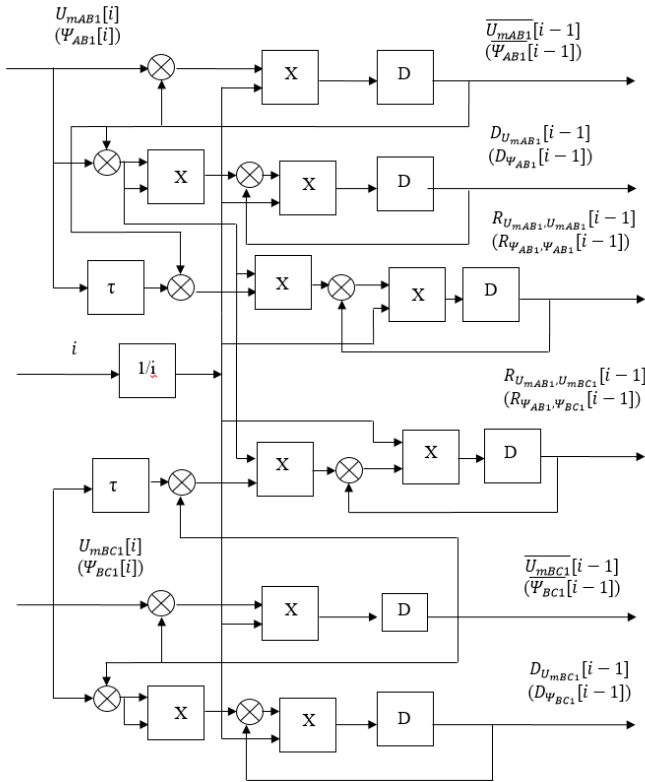 U_{mAB1}[i]
(Ψ_{AB1}[i])
\overline{U_{mAB1}}[i − 1]
(\overline{Ψ_{AB1}}[i − 1])
X
D
D_{U_{mAB1}}[i − 1]
(D_{Ψ_{AB1}}[i − 1])
X
X
D
R_{U_{mAB1},U_{mAB1}}[i − 1]
(R_{Ψ_{AB1},Ψ_{AB1}}[i − 1])
τ
X
X
D
i
1/i
R_{U_{mAB1},U_{mBC1}}[i − 1]
(R_{Ψ_{AB1},Ψ_{BC1}}[i − 1])
τ
X
X
D
U_{mBC1}[i]
(Ψ_{BC1}[i])
\overline{U_{mBC1}}[i − 1]
(\overline{Ψ_{BC1}}[i − 1])
X
D
D_{U_{mBC1}}[i − 1]
(D_{Ψ_{BC1}}[i − 1])
X
X
D